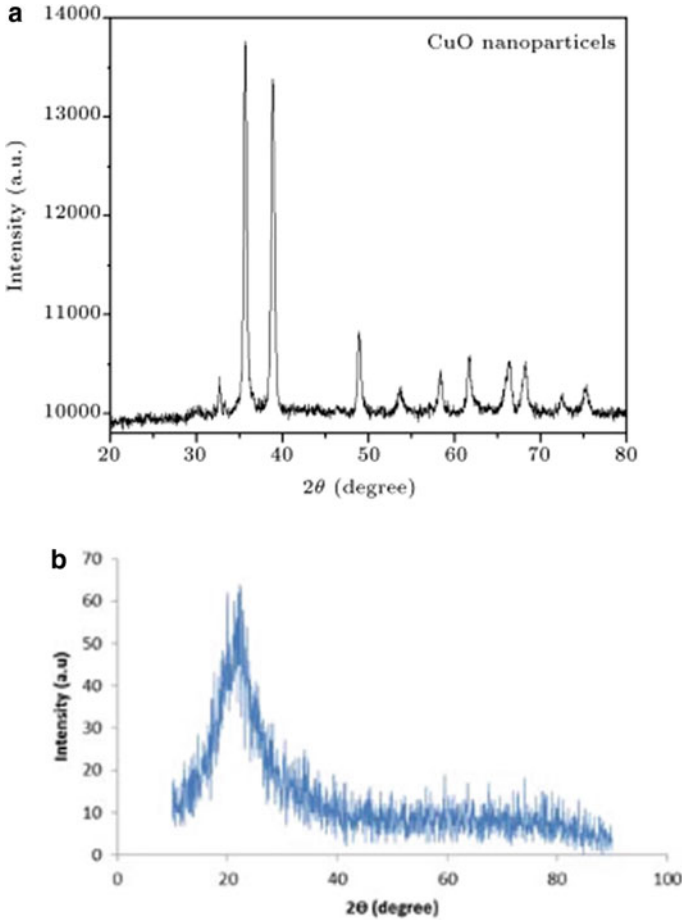 a
14000
13000
12000
11000
10000
Intensity (a.u.)
CuO nanoparticels
20 30 40 50 60 70 80
2θ (degree)
b
70
60
50
40
30
20
10
0
Intensity (a.u)
0 20 40 60 80 100
2Θ (degree)